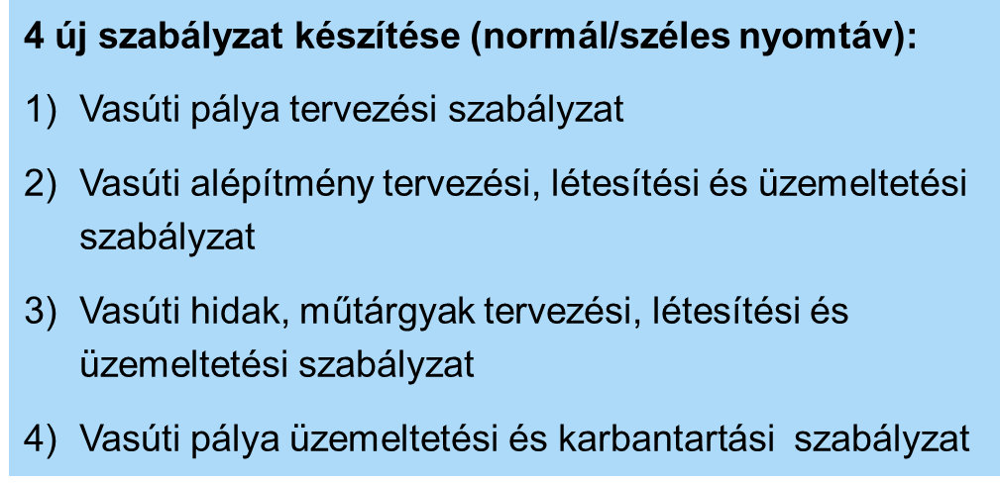 4 új szabályzat készítése (normál/széles nyomtáv):
1) Vasúti pálya tervezési szabályzat
2) Vasúti alépítmény tervezési, létesítési és üzemeltetési
szabályzat
3) Vasúti hidak, műtárgyak tervezési, létesítési és
üzemeltetési szabályzat
4) Vasúti pálya üzemeltetési és karbantartási  szabályzat